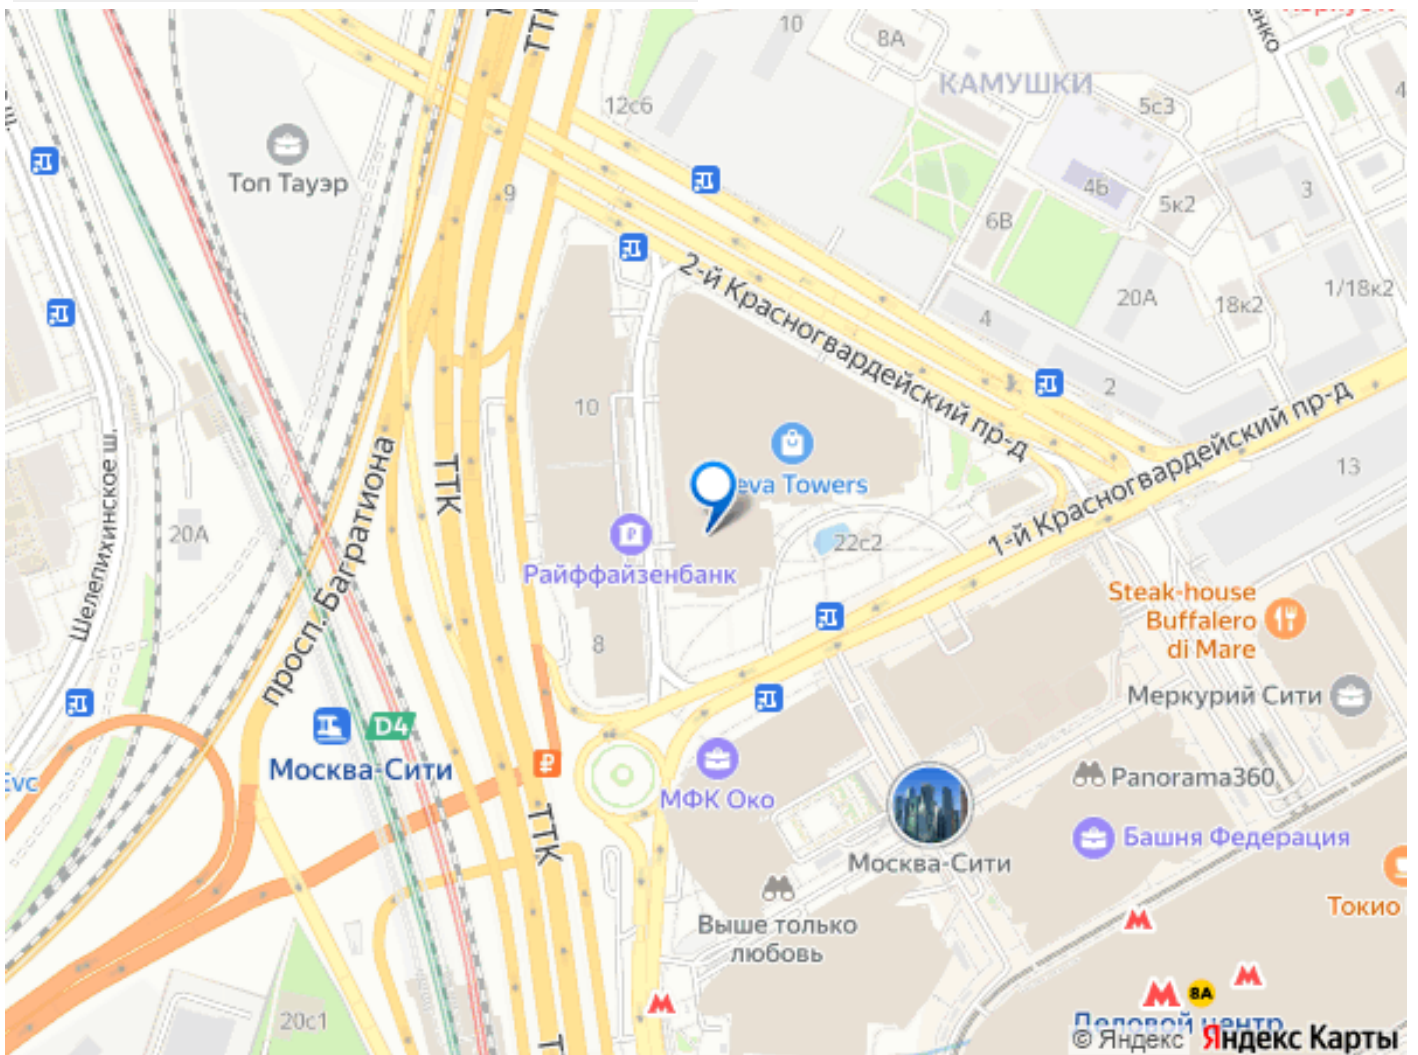 10
8А
КАМУШКИ
12с6
5с3
Топ Тауэр
9
4Б
5к2
3
6В
20А
18к2
1/18к2
4
2
2-й Красногвардейский пр-д
1-й Красногвардейский пр-д
ТТК
просп. Багратиона
Шелепихинское ш.
10
eva Towers
13
20А
22с2
Райффайзенбанк
8
Steak-house
Buffalero
di Mare
Меркурий Сити
D4
Москва-Сити
₽
МФК Око
Panorama360
Башня Федерация
Москва-Сити
ТТК
Выше только
любовь
Токио
8А
20с1
Деловой центр
© Яндекс Яндекс Карты